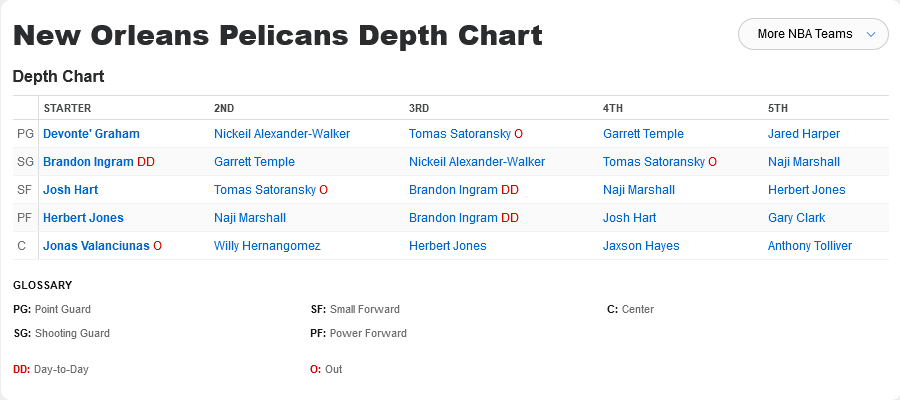 New Orleans Pelicans Depth Chart
More NBA Teams
Depth Chart
STARTER 2ND 3RD 4TH 5TH
PG Devonte' Graham Nickeil Alexander-Walker Tomas Satoransky O Garrett Temple Jared Harper
SG Brandon Ingram DD Garrett Temple Nickeil Alexander-Walker Tomas Satoransky O Naji Marshall
SF Josh Hart Tomas Satoransky O Brandon Ingram DD Naji Marshall Herbert Jones
PF Herbert Jones Naji Marshall Brandon Ingram DD Josh Hart Gary Clark
C Jonas Valanciunas O Willy Hernangomez Herbert Jones Jaxson Hayes Anthony Tolliver
GLOSSARY
PG: Point Guard SF: Small Forward C: Center
SG: Shooting Guard PF: Power Forward
DD: Day-to-Day O: Out